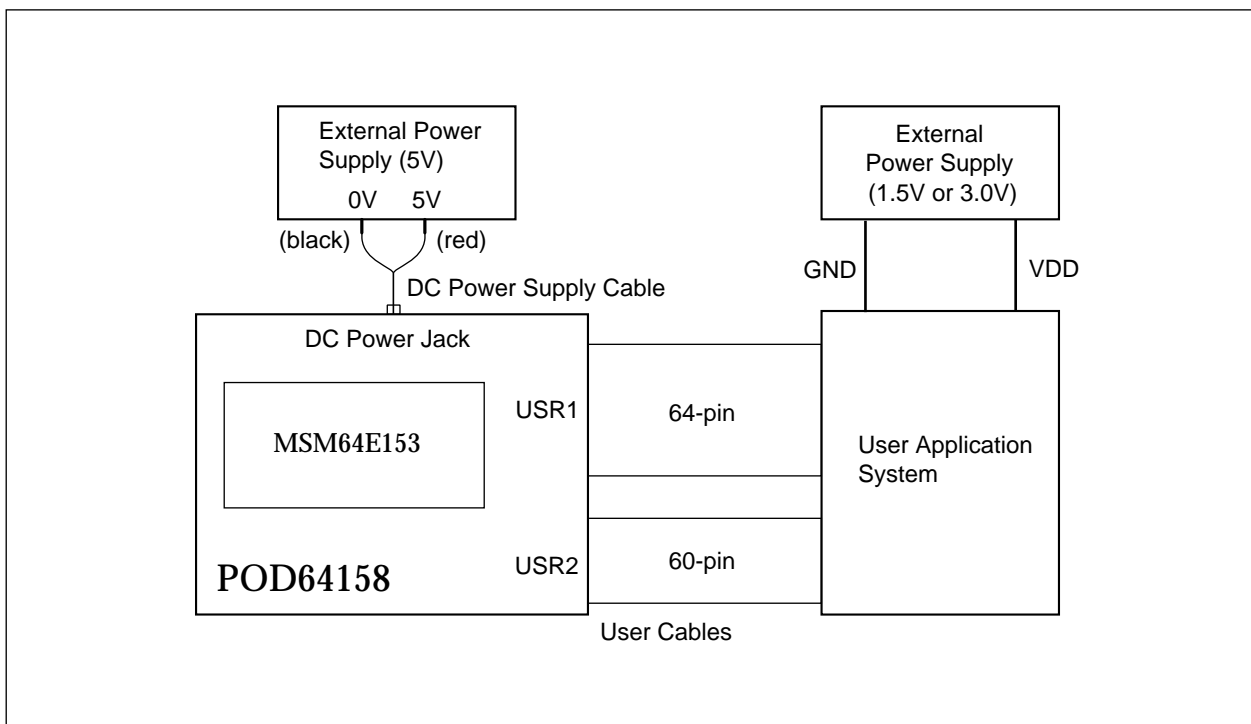 External Power
Supply (5V)
0V 5V
(black) (red)
DC Power Supply Cable
DC Power Jack
MSM64E153
POD64158
USR1
USR2
64-pin
60-pin
User Cables
External
Power Supply
(1.5V or 3.0V)
GND VDD
User Application
System